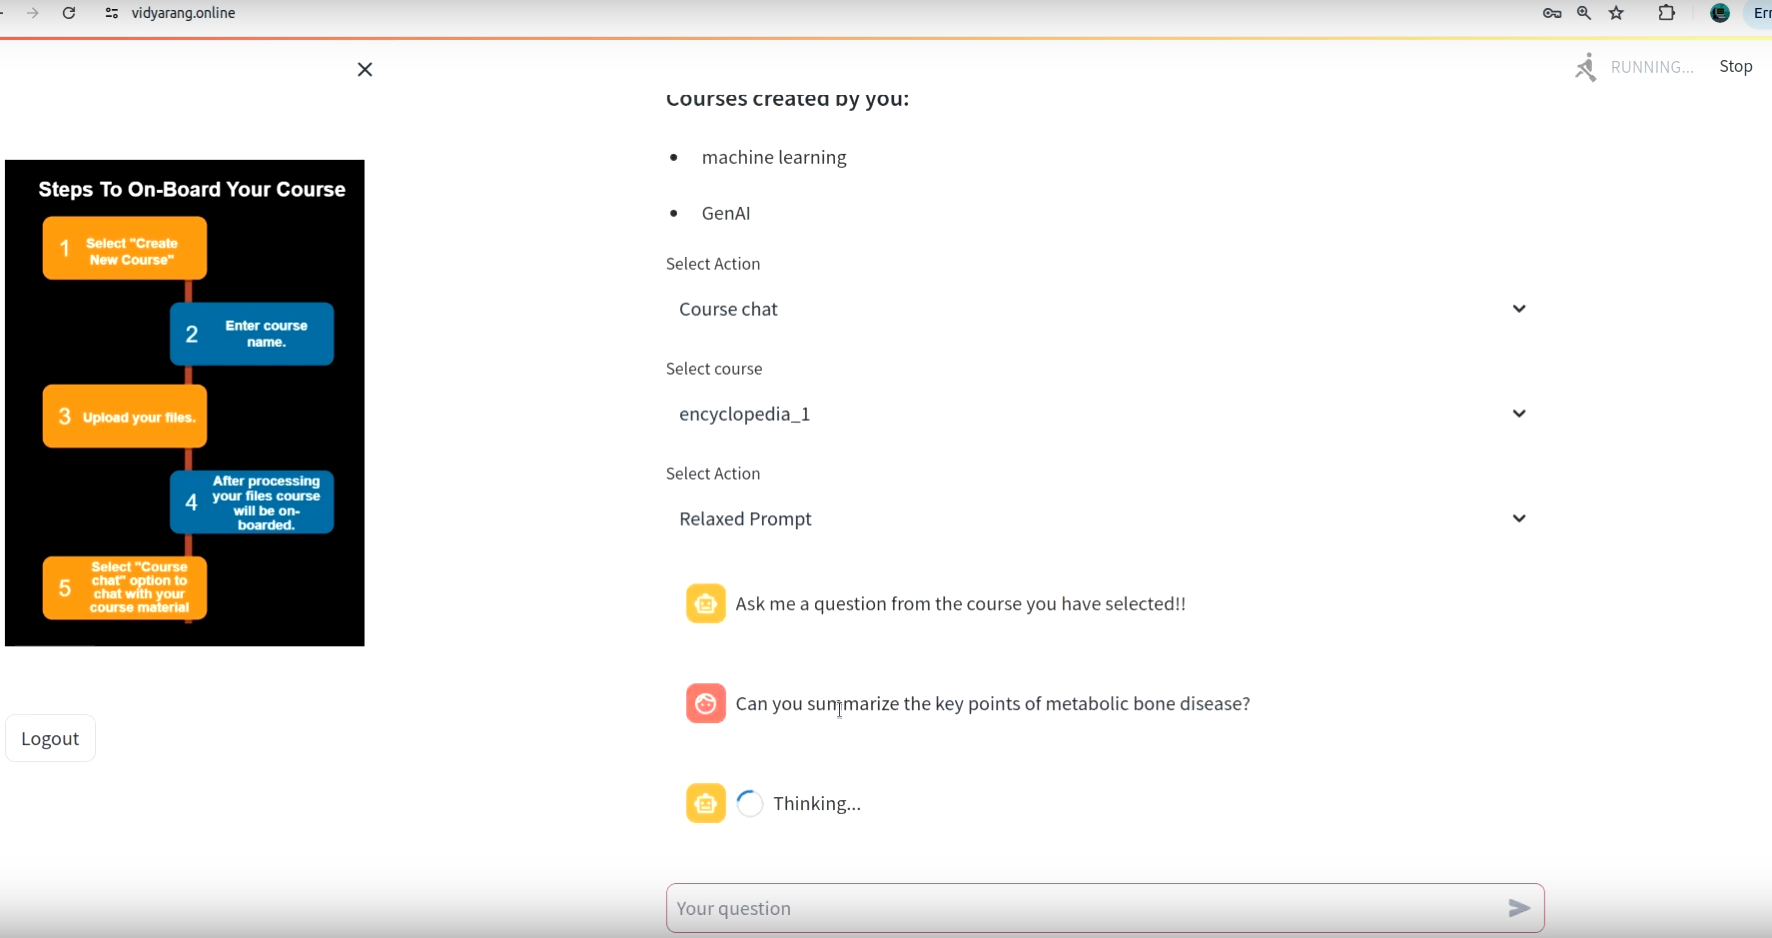 vidyarang.online
RUNNING...
Stop
Steps To On-Board Your Course
1
Select "Create
New Course"
2
Enter course
name.
3
Upload your files.
4
After processing
your files course
will be on-
boarded.
5
Select "Course
chat" option to
chat with your
course material
Logout
Courses created by you:
machine learning
GenAI
Select Action
Course chat
Select course
encyclopedia_1
Select Action
Relaxed Prompt
Ask me a question from the course you have selected!!
Can you summarize the key points of metabolic bone disease?
Thinking...
Your question